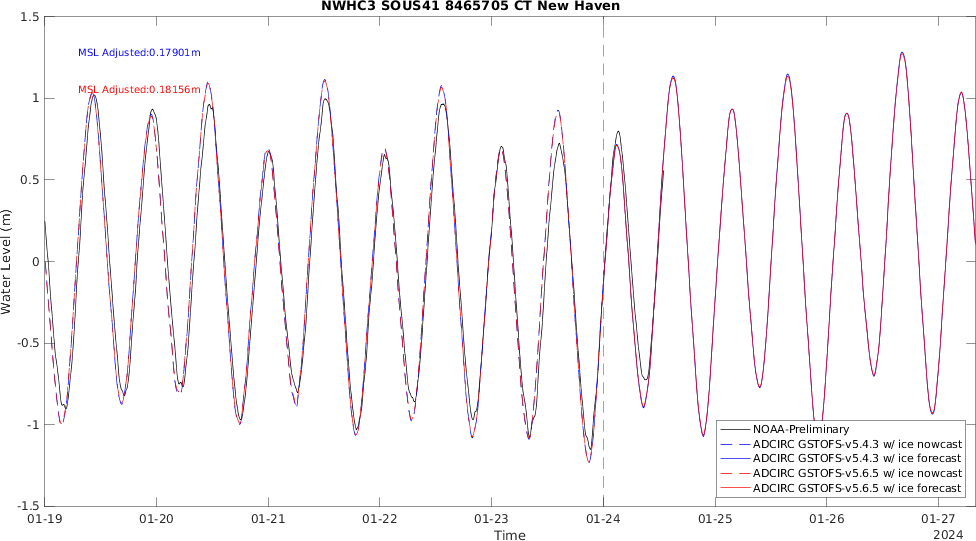 NWHC3 SOUS41 8465705 CT New Haven
1.5
MSL Adjusted:0.17901m
MSL Adjusted:0.18156m
1
0.5
0
-0.5
-1
-1.5
Water Level (m)
NOAA-Preliminary
ADCIRC GSTOFS-v5.4.3 w/ ice nowcast
ADCIRC GSTOFS-v5.4.3 w/ ice forecast
ADCIRC GSTOFS-v5.6.5 w/ ice nowcast
ADCIRC GSTOFS-v5.6.5 w/ ice forecast
01-19 01-20 01-21 01-22 01-23 01-24 01-25 01-26 01-27
Time
2024